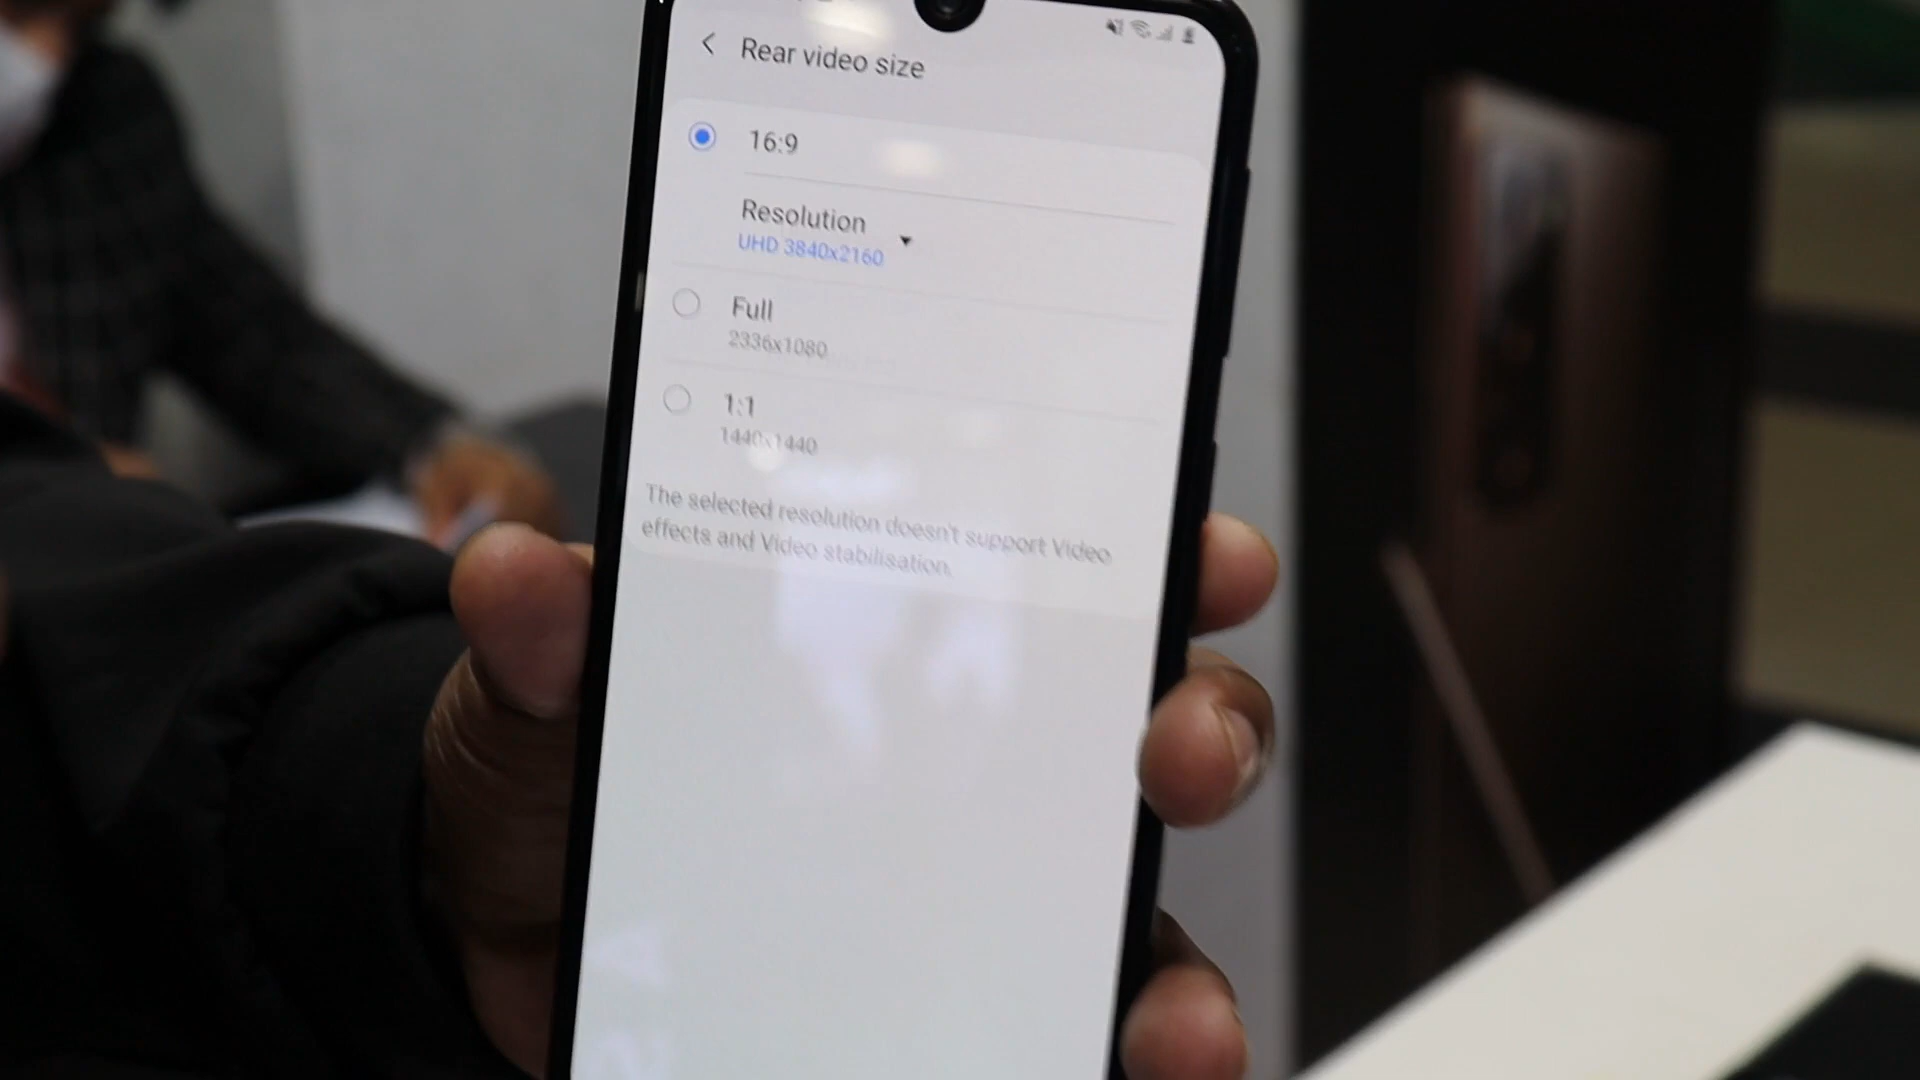 Rear video size
16:9
Resolution
UHD 3840x2160
Full
2336x1080
1:1
1440x1440
The selected resolution doesn't support Video
effects and Video stabilisation.